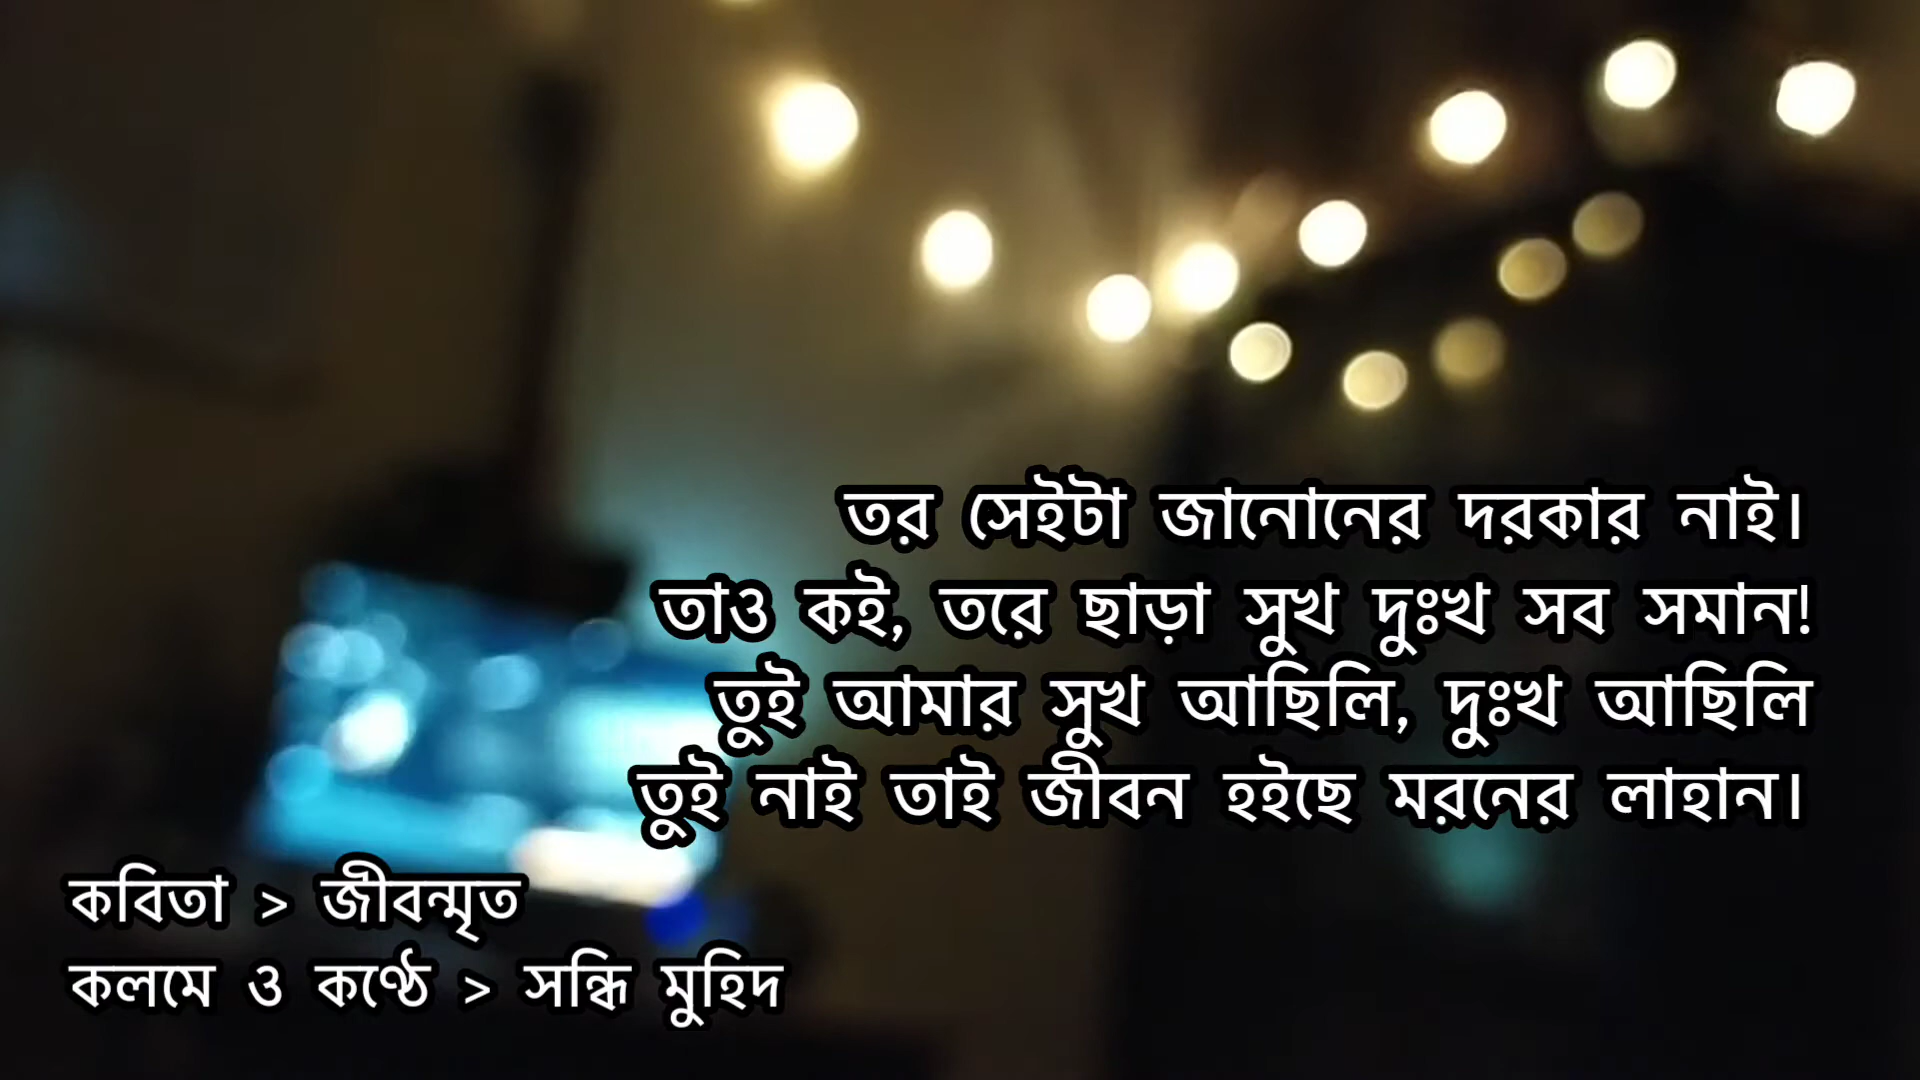 তর সেইটা জানোনের দরকার নাই।
তাও কই, তরে ছাড়া সুখ দুঃখ সব সমান!
তুই আমার সুখ আছিলি, দুঃখ আছিলি
তুই নাই তাই জীবন হইছে মরনের লাহান।
কবিতা > জীবন্মৃত
কলমে ও কণ্ঠে > সন্ধি মুহিদ